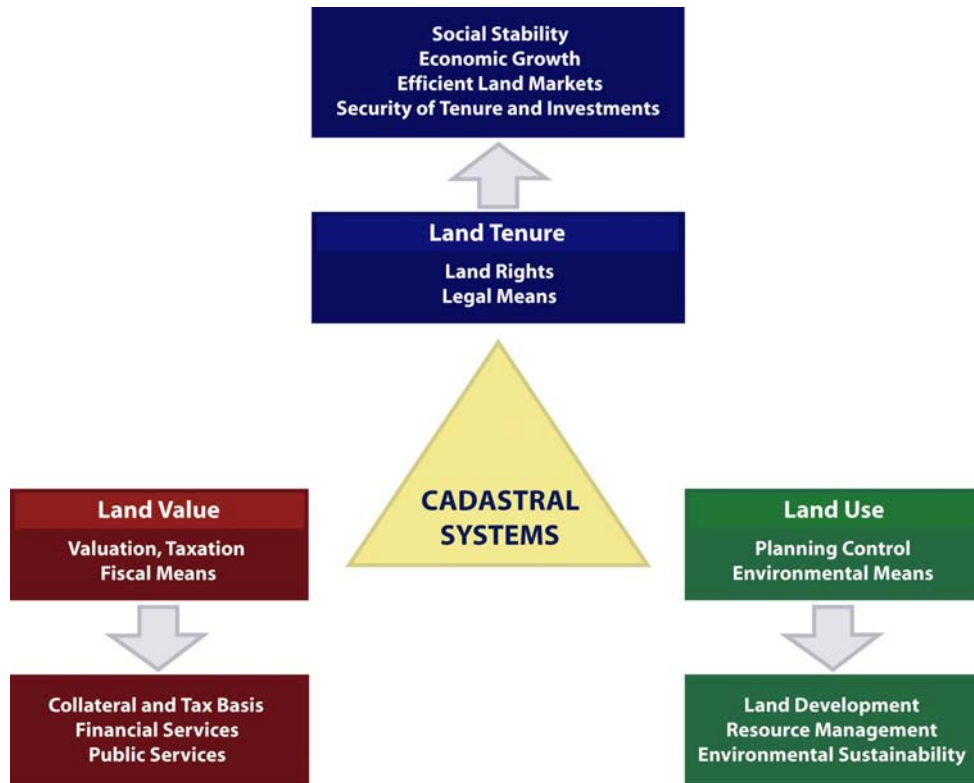 Social Stability
Economic Growth
Efficient Land Markets
Security of Tenure and Investments
Land Tenure
Land Rights
Legal Means
CADASTRAL
SYSTEMS
Land Value
Valuation, Taxation
Fiscal Means
Collateral and Tax Basis
Financial Services
Public Services
Land Use
Planning Control
Environmental Means
Land Development
Resource Management
Environmental Sustainability